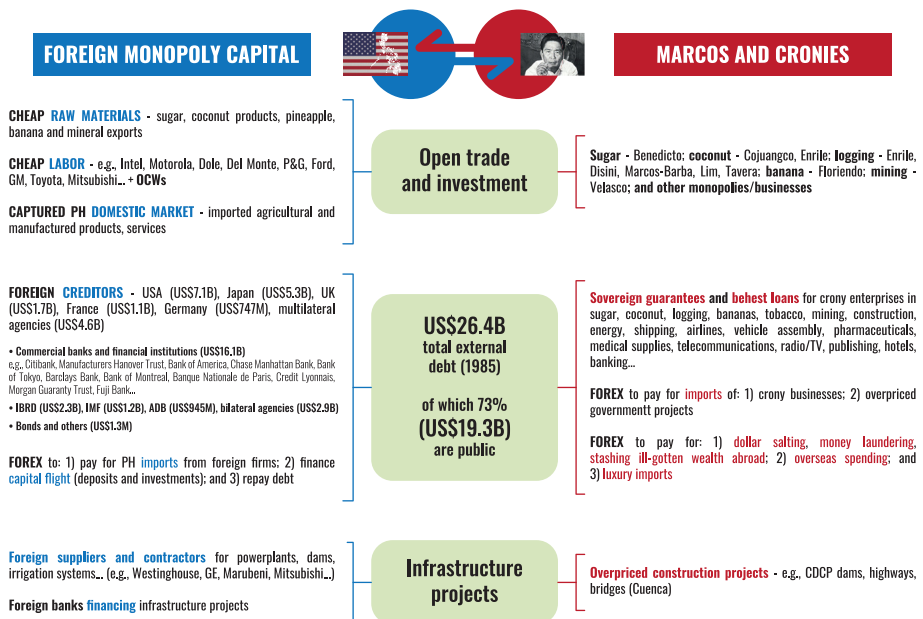 FOREIGN MONOPOLY CAPITAL
MARCOS AND CRONIES
CHEAP RAW MATERIALS - sugar, coconut products, pineapple,
banana and mineral exports
CHEAP LABOR - e.g., Intel, Motorola, Dole, Del Monte, P&G, Ford,
GM, Toyota, Mitsubishi... + OCWs
CAPTURED PH DOMESTIC MARKET - imported agricultural and
manufactured products, services
Open trade
and investment
Sugar - Benedicto; coconut - Cojuangco, Enrile; logging - Enrile,
Disini, Marcos-Barba, Lim, Tavera; banana - Floriendo; mining -
Velasco; and other monopolies/businesses
FOREIGN CREDITORS - USA (US$7.1B), Japan (US$5.3B), UK
(US$1.7B), France (US$1.1B), Germany (US$747M), multilateral
agencies (US$4.6B)
• Commercial banks and financial institutions (US$16.1B)
e.g., Citibank, Manufacturers Hanover Trust, Bank of America, Chase Manhattan Bank, Bank
of Tokyo, Barclays Bank, Bank of Montreal, Banque Nationale de Paris, Credit Lyonnais,
Morgan Guaranty Trust, Fuji Bank...
• IBRD (US$2.3B), IMF (US$1.2B), ADB (US$945M), bilateral agencies (US$2.9B)
• Bonds and others (US$1.3M)
FOREX to: 1) pay for PH imports from foreign firms; 2) finance
capital flight (deposits and investments); and 3) repay debt
US$26.4B
total external
debt (1985)
of which 73%
(US$19.3B)
are public
Sovereign guarantees and behest loans for crony enterprises in
sugar, coconut, logging, bananas, tobacco, mining, construction,
energy, shipping, airlines, vehicle assembly, pharmaceuticals,
medical supplies, telecommunications, radio/TV, publishing, hotels,
banking...
FOREX to pay for imports of: 1) crony businesses; 2) overpriced
governmentt projects
FOREX to pay for: 1) dollar salting, money laundering,
stashing ill-gotten wealth abroad; 2) overseas spending; and
3) luxury imports
Foreign suppliers and contractors for powerplants, dams,
irrigation systems... (e.g., Westinghouse, GE, Marubeni, Mitsubishi...)
Foreign banks financing infrastructure projects
Infrastructure
projects
Overpriced construction projects - e.g., CDCP dams, highways,
bridges (Cuenca)